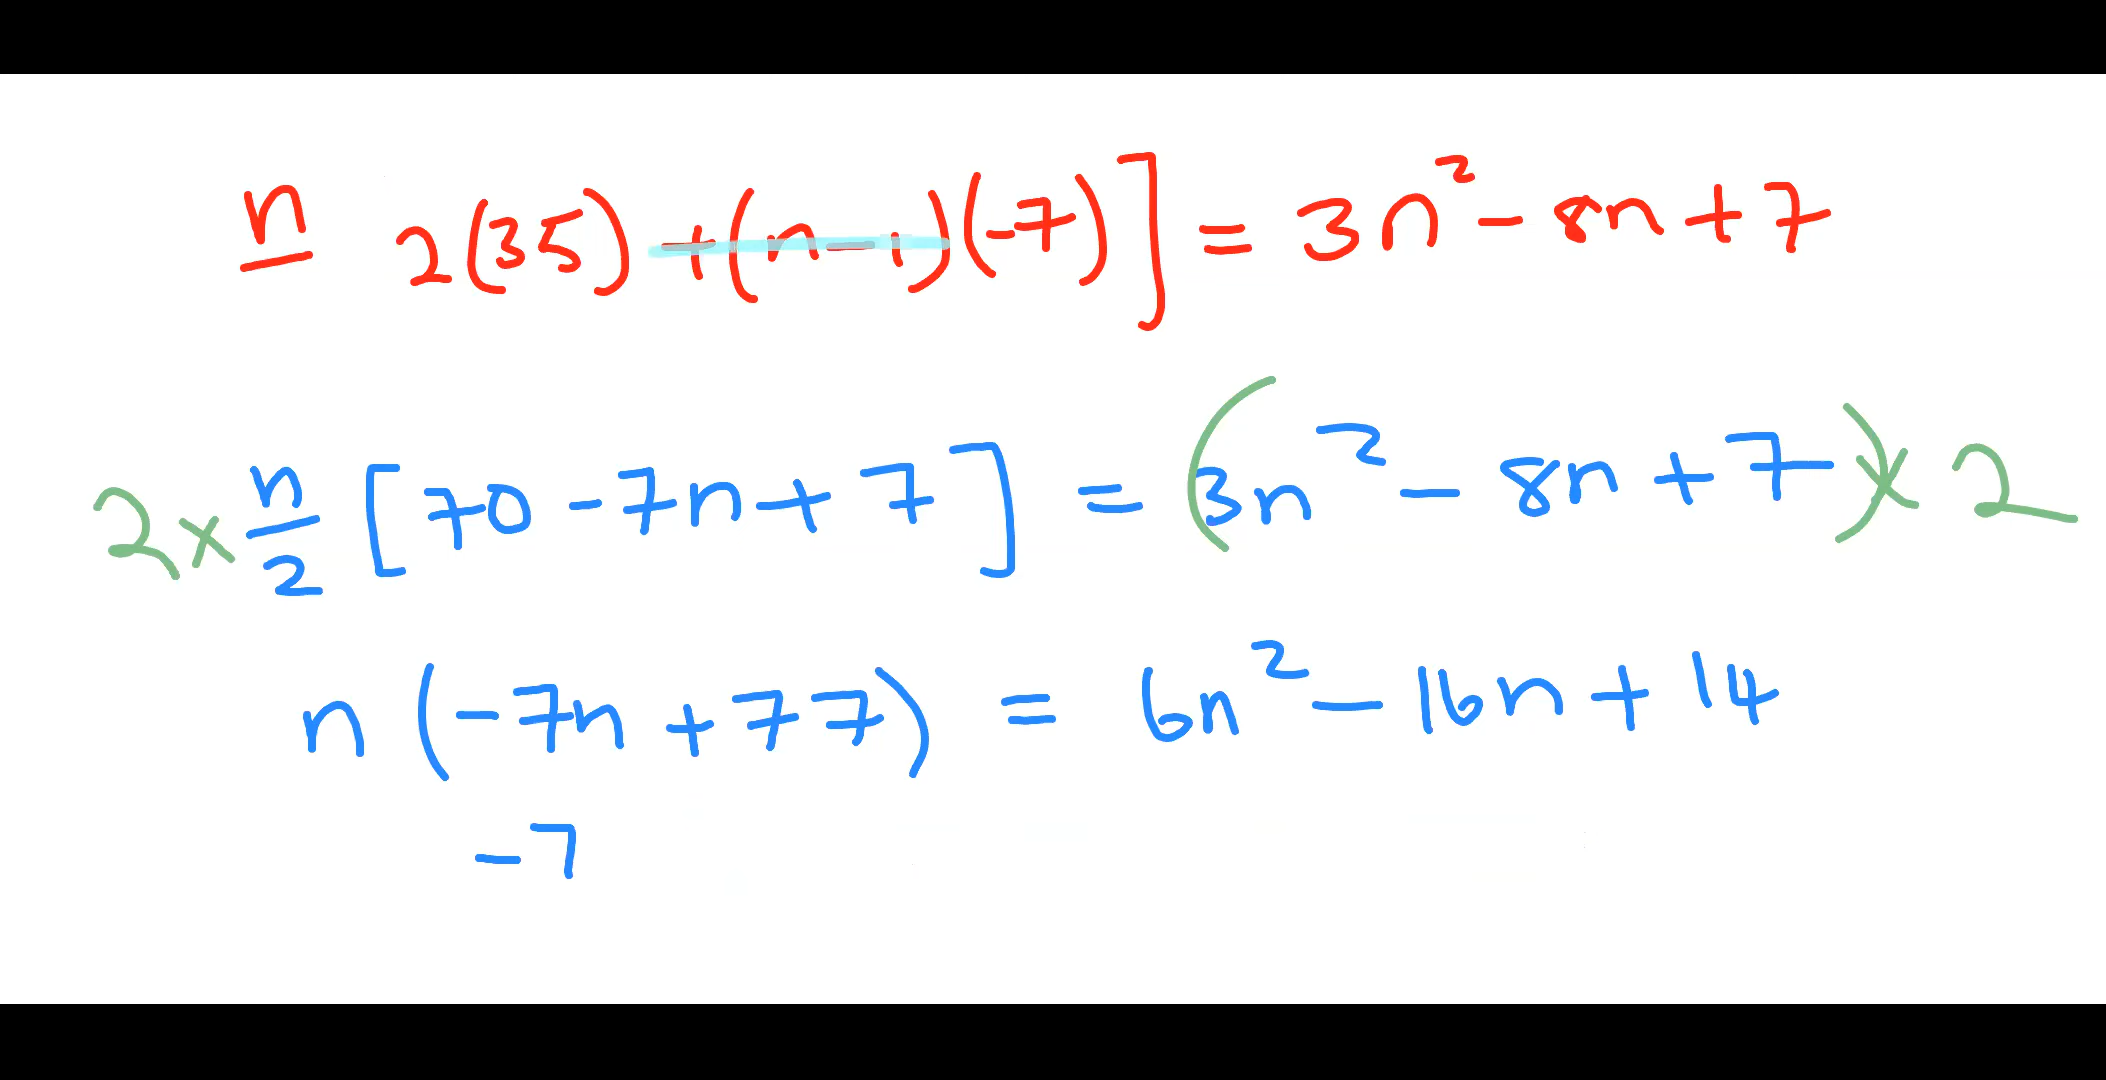 n 2(35) +(n-1)(-7)] = 3n² - 8n + 7
2 × n/2 [70 - 7n + 7] = (3n² - 8n + 7) × 2
n(-7n + 77) = 6n² - 16n + 14
-7